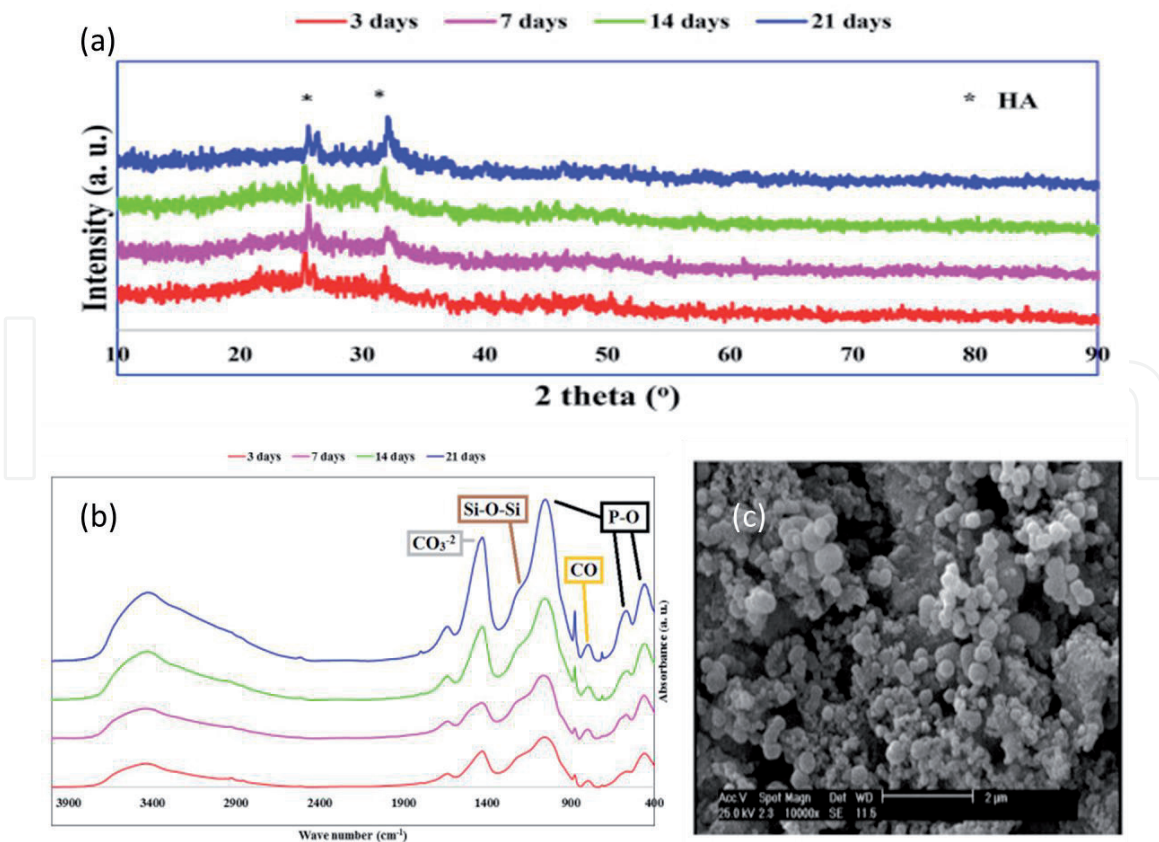 3 days 7 days 14 days 21 days
(a)
* * * HA
Intensity (a. u.)
10 20 30 40 50 60 70 80 90
2 theta (°)
3 days 7 days 14 days 21 days
(b)
Si-O-Si
P-O
CO₃⁻²
CO
Absorbance (a. u.)
3900 3400 2900 2400 1900 1400 900 400
Wave number (cm⁻¹)
(c)
Acc.V Spot Magn Det WD 2 µm
25.0 kV 2.3 10000x SE 11.5